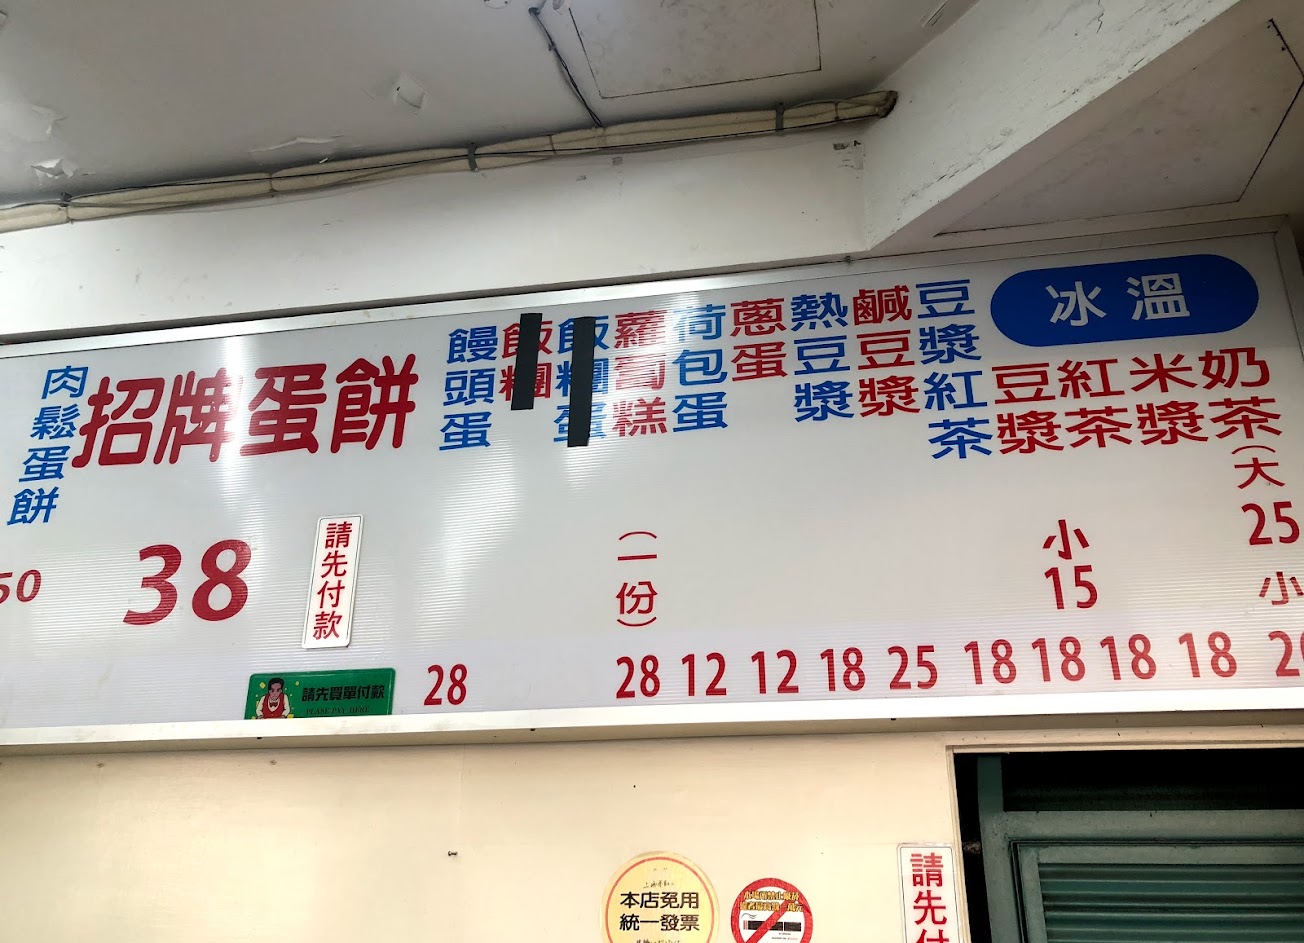 肉鬆蛋餅
50
招牌蛋餅
38
請先付款
請先買單付款
PLEASE PAY HERE
饅頭蛋
28
飯糰
飯糰蛋
蘿蔔糕
(一份)
28
荷包蛋
12
蔥蛋
12
熱豆漿
18
鹹豆漿
25
豆漿紅茶
18
冰 溫
豆漿
18
紅茶
小
15
18
米漿
18
奶茶(大
25
小
20
本店免用
統一發票
請先付